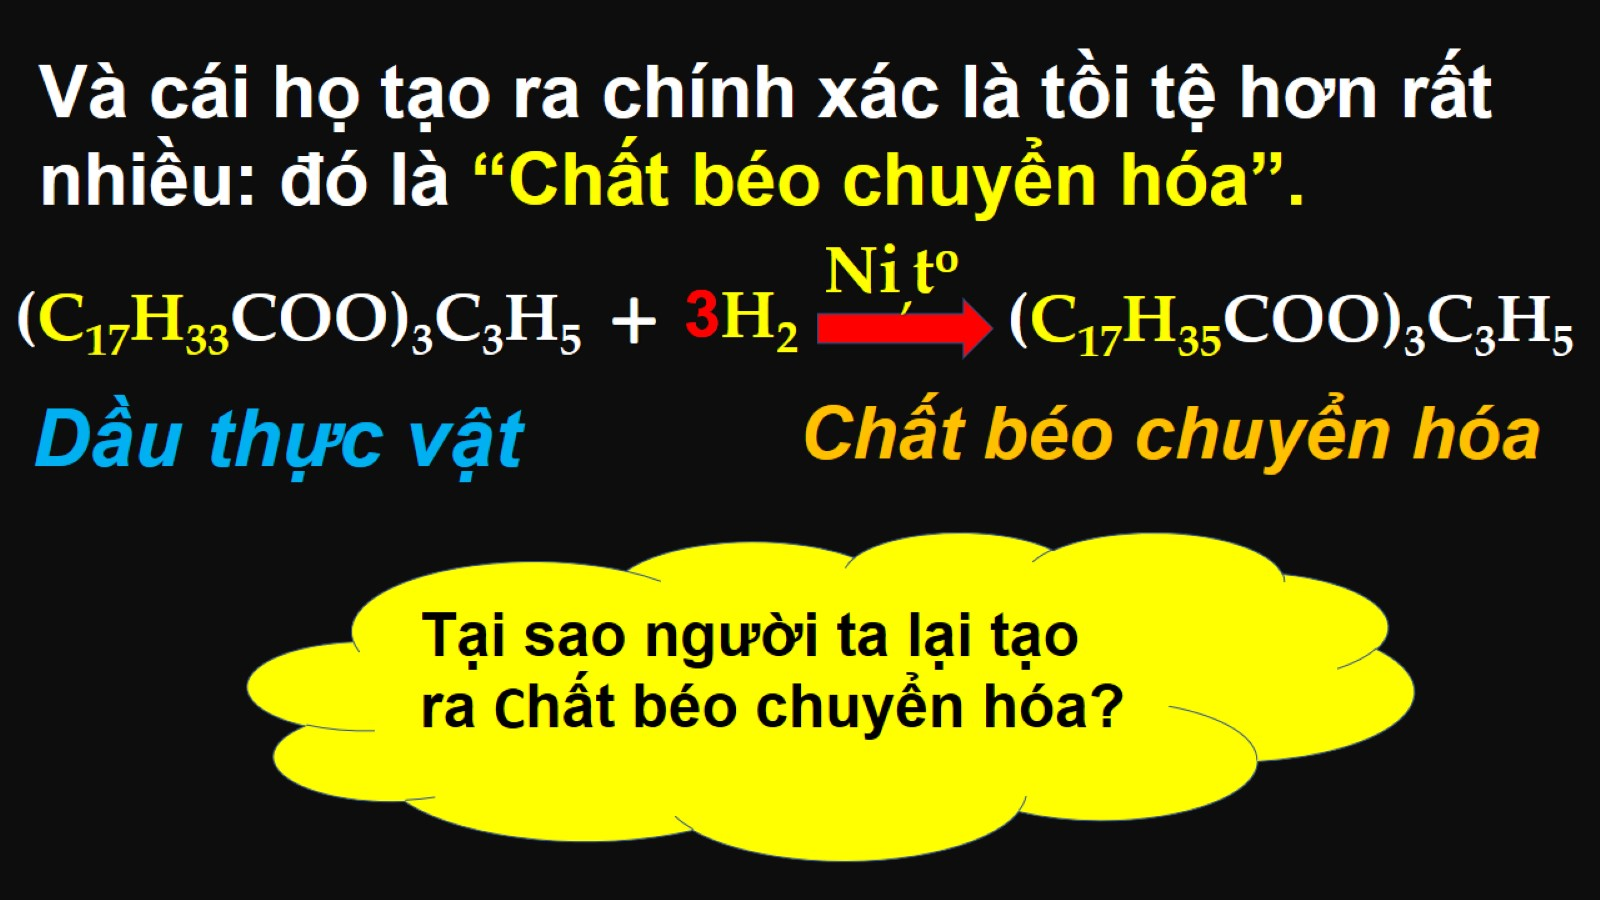 Và cái họ tạo ra chính xác là tồi tệ hơn rất
nhiều: đó là “Chất béo chuyển hóa”.
(C₁₇H₃₃COO)₃C₃H₅ + 3H₂ Ni,tº (C₁₇H₃₅COO)₃C₃H₅
Dầu thực vật Chất béo chuyển hóa
Tại sao người ta lại tạo
ra Chất béo chuyển hóa?